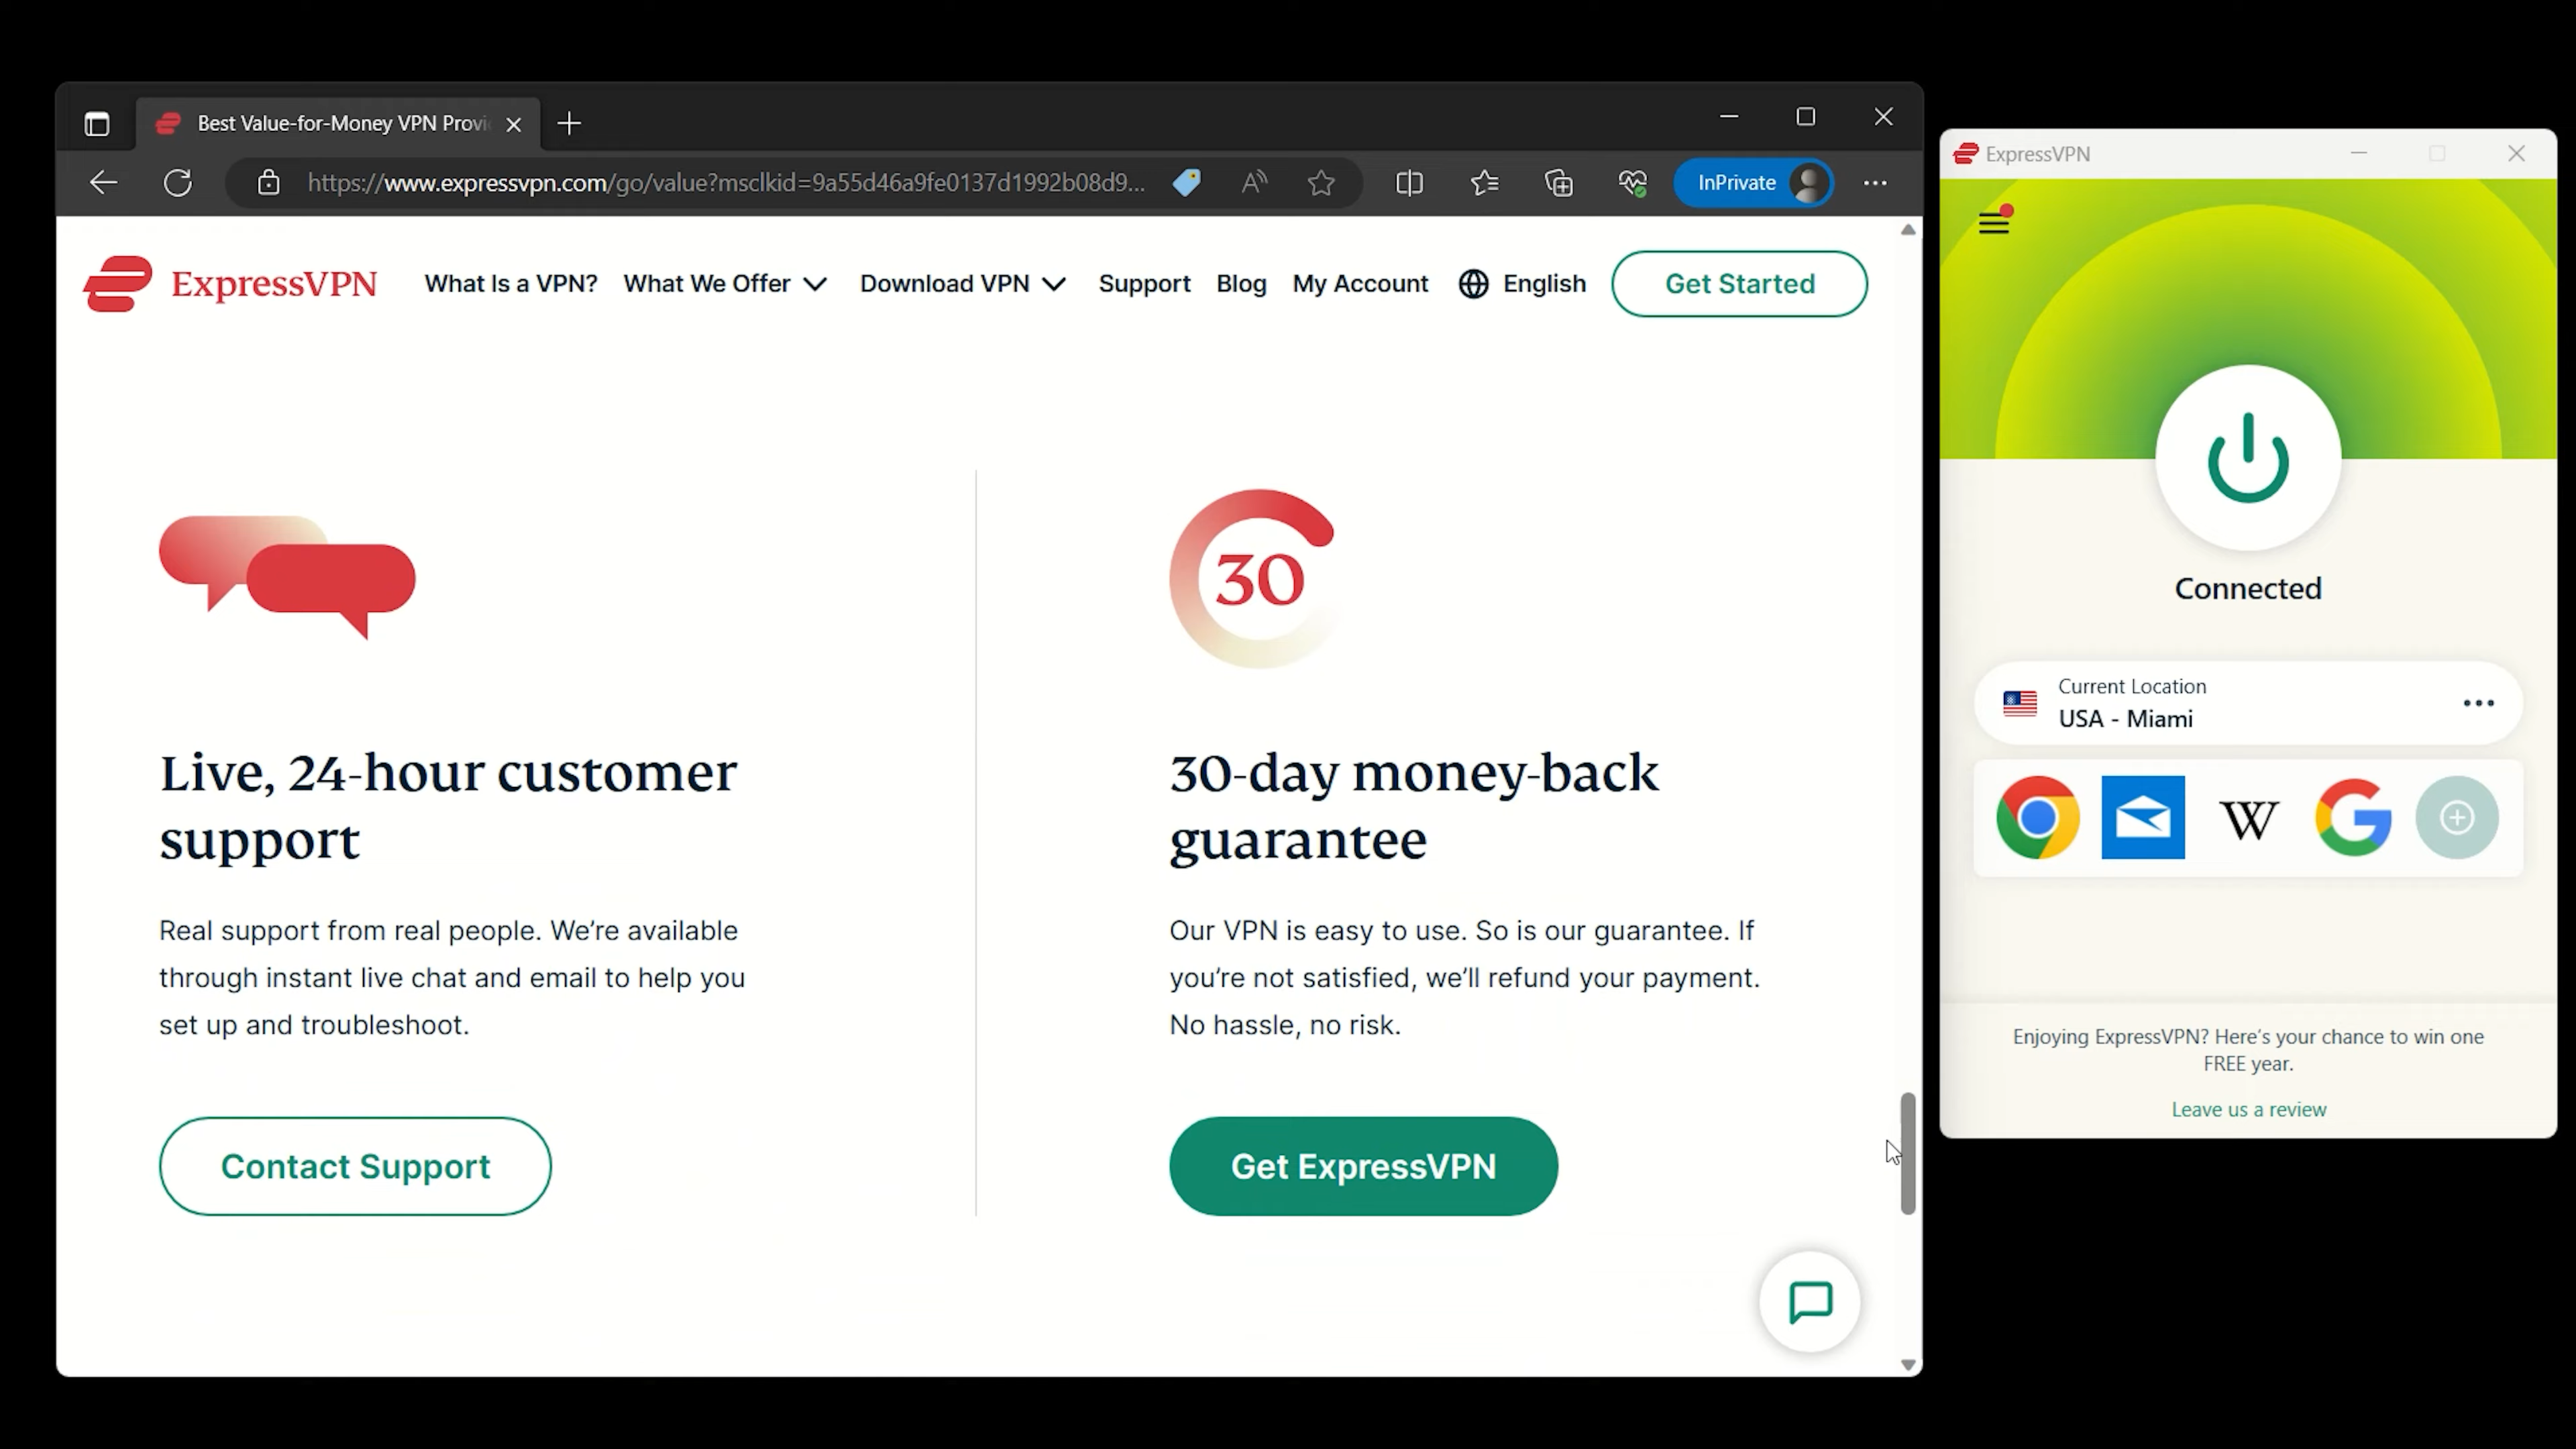 Best Value-for-Money VPN Provi
https://www.expressvpn.com/go/value?msclkid=9a55d46a9fe0137d1992b08d9...
InPrivate
ExpressVPN
What Is a VPN?
What We Offer
Download VPN
Support
Blog
My Account
English
Get Started
30
Live, 24-hour customer
support
Real support from real people. We're available
through instant live chat and email to help you
set up and troubleshoot.
Contact Support
30-day money-back
guarantee
Our VPN is easy to use. So is our guarantee. If
you're not satisfied, we'll refund your payment.
No hassle, no risk.
Get ExpressVPN
ExpressVPN
Connected
Current Location
USA - Miami
W
G
Enjoying ExpressVPN? Here's your chance to win one
FREE year.
Leave us a review